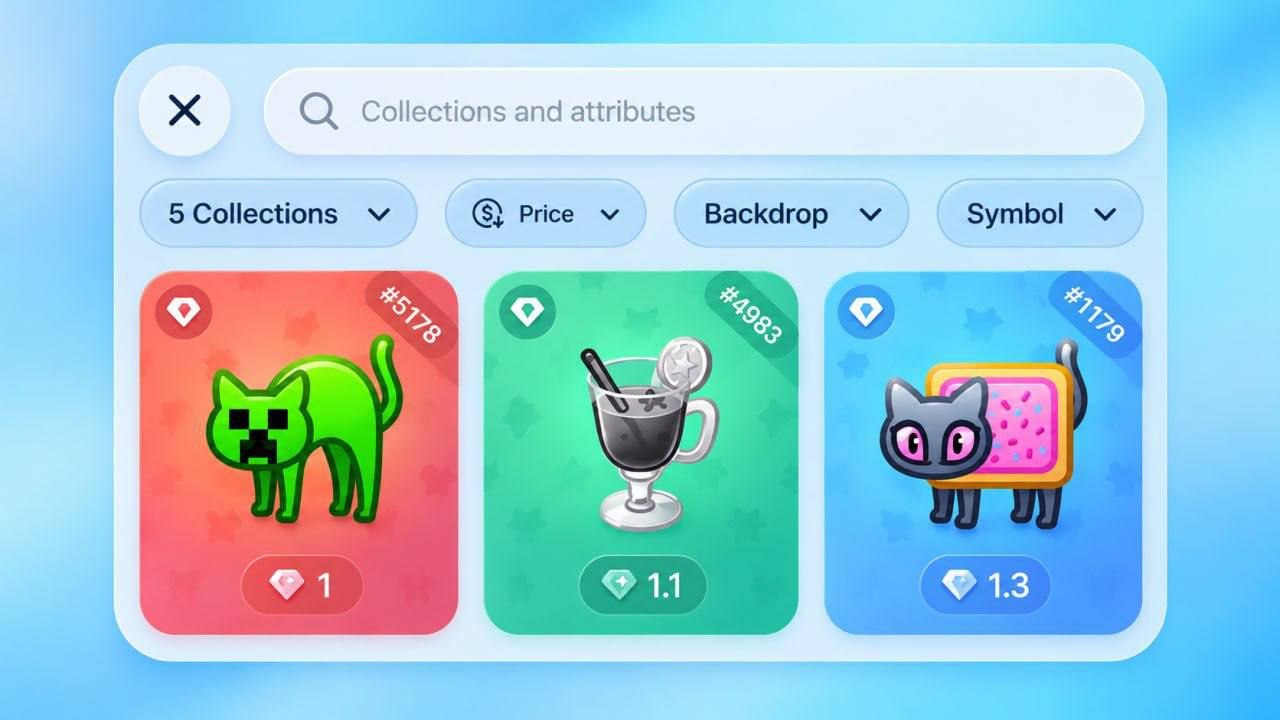 Collections and attributes
5 Collections
Price
Backdrop
Symbol
#5178
#4983
#1179
1
1.1
1.3